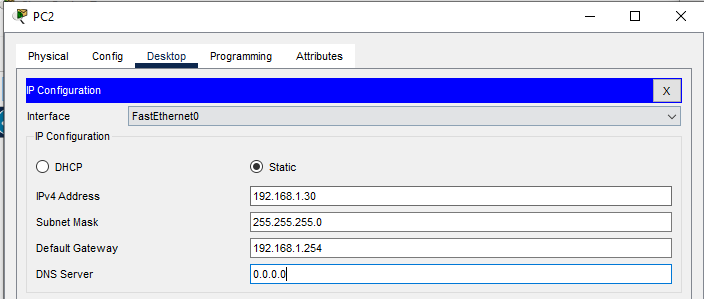 PC2
Physical Config Desktop Programming Attributes
IP Configuration X
Interface FastEthernet0
IP Configuration
DHCP Static
IPv4 Address 192.168.1.30
Subnet Mask 255.255.255.0
Default Gateway 192.168.1.254
DNS Server 0.0.0.0